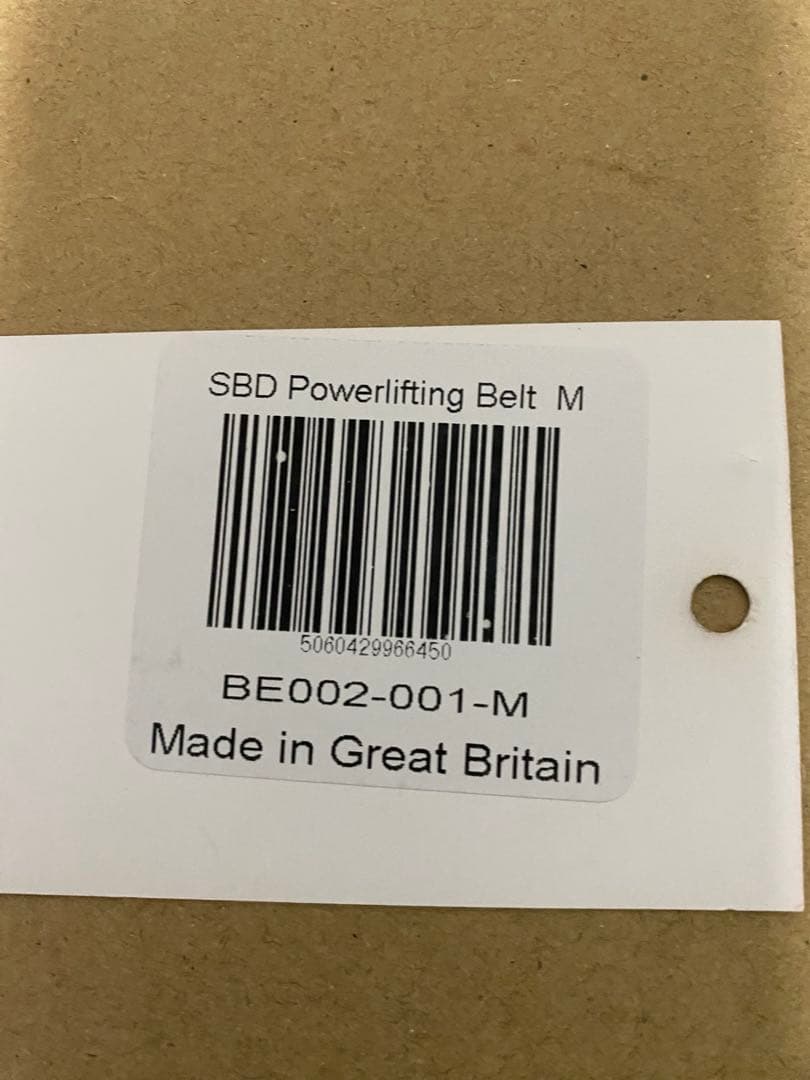 SBD Powerlifting Belt M
5060429966450
BE002-001-M
Made in Great Britain